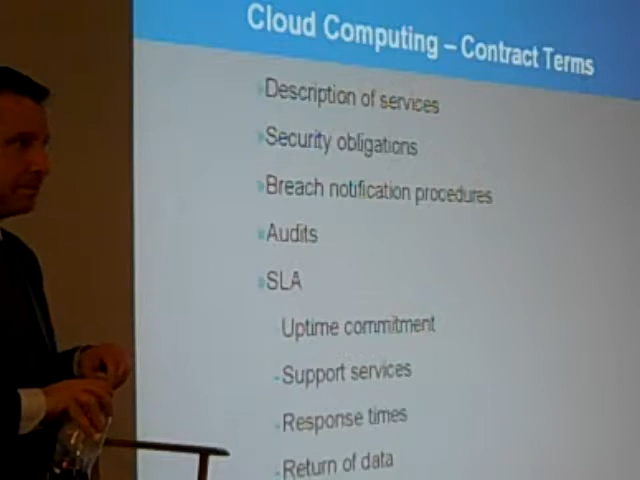 Cloud Computing – Contract Terms
»Description of services
»Security obligations
»Breach notification procedures
»Audits
»SLA
Uptime commitment
-Support services
-Response times
-Return of data